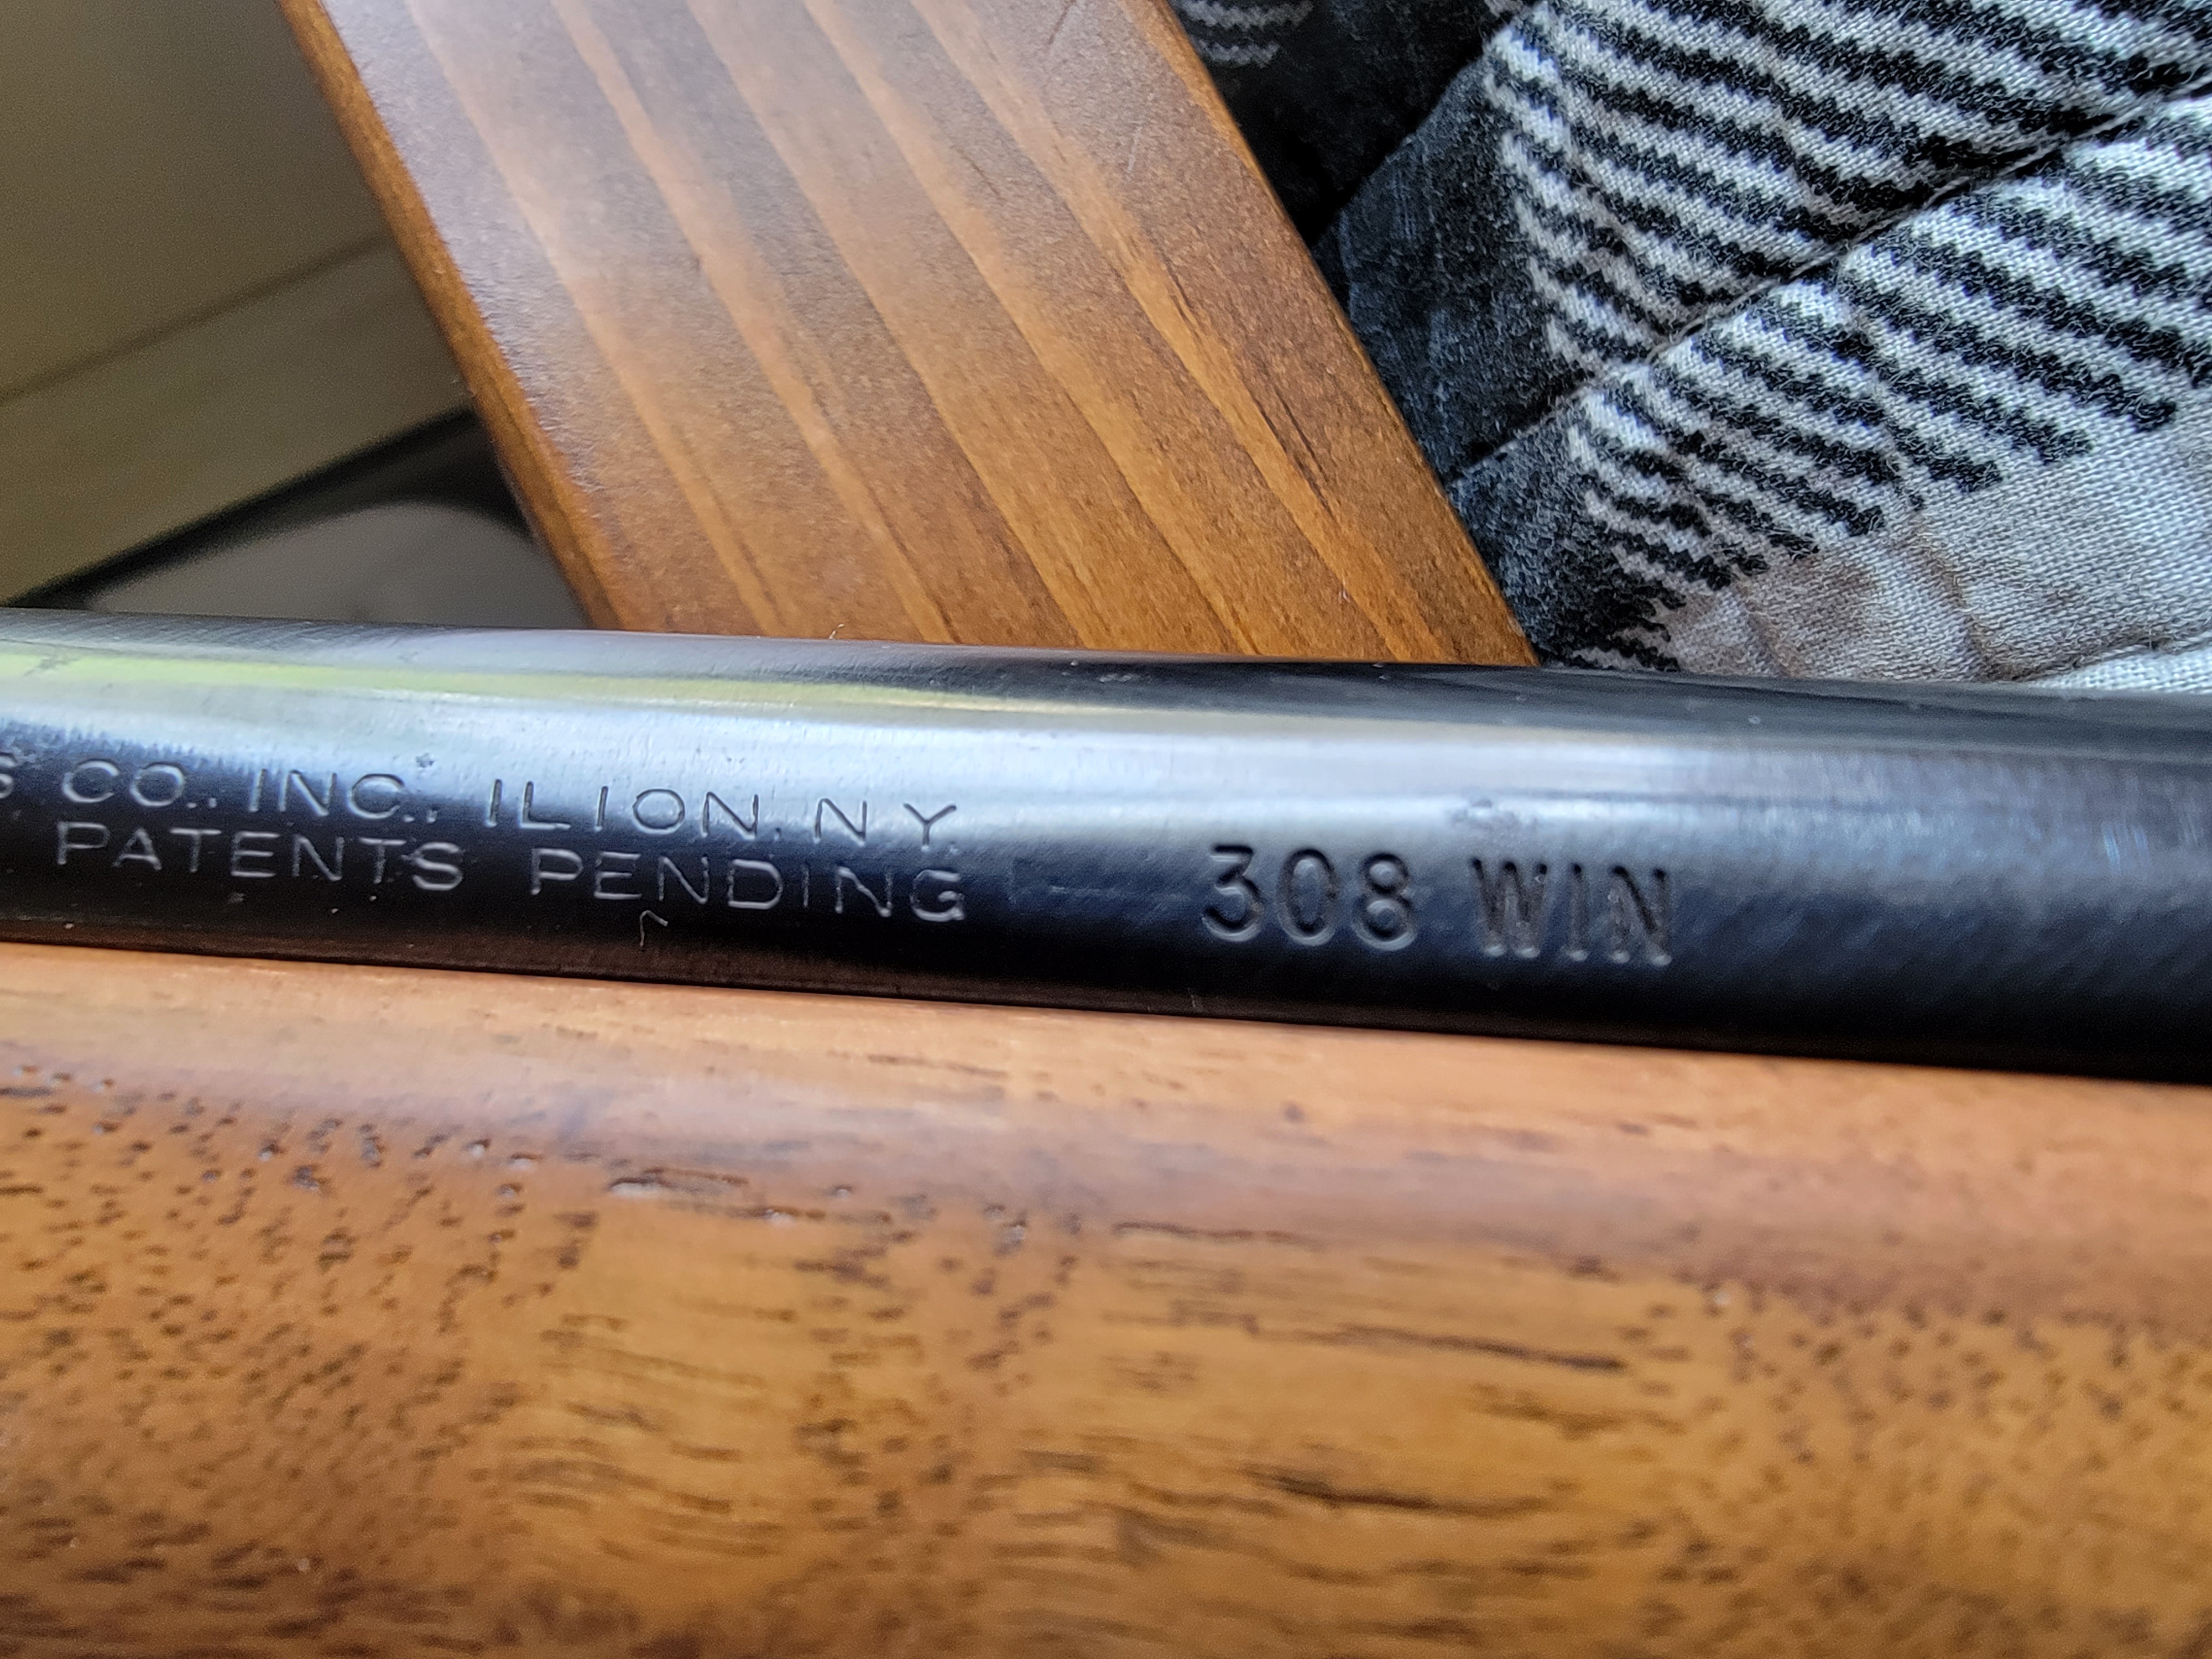 S CO., INC., ILION, N.Y.
PATENTS PENDING
308 WIN